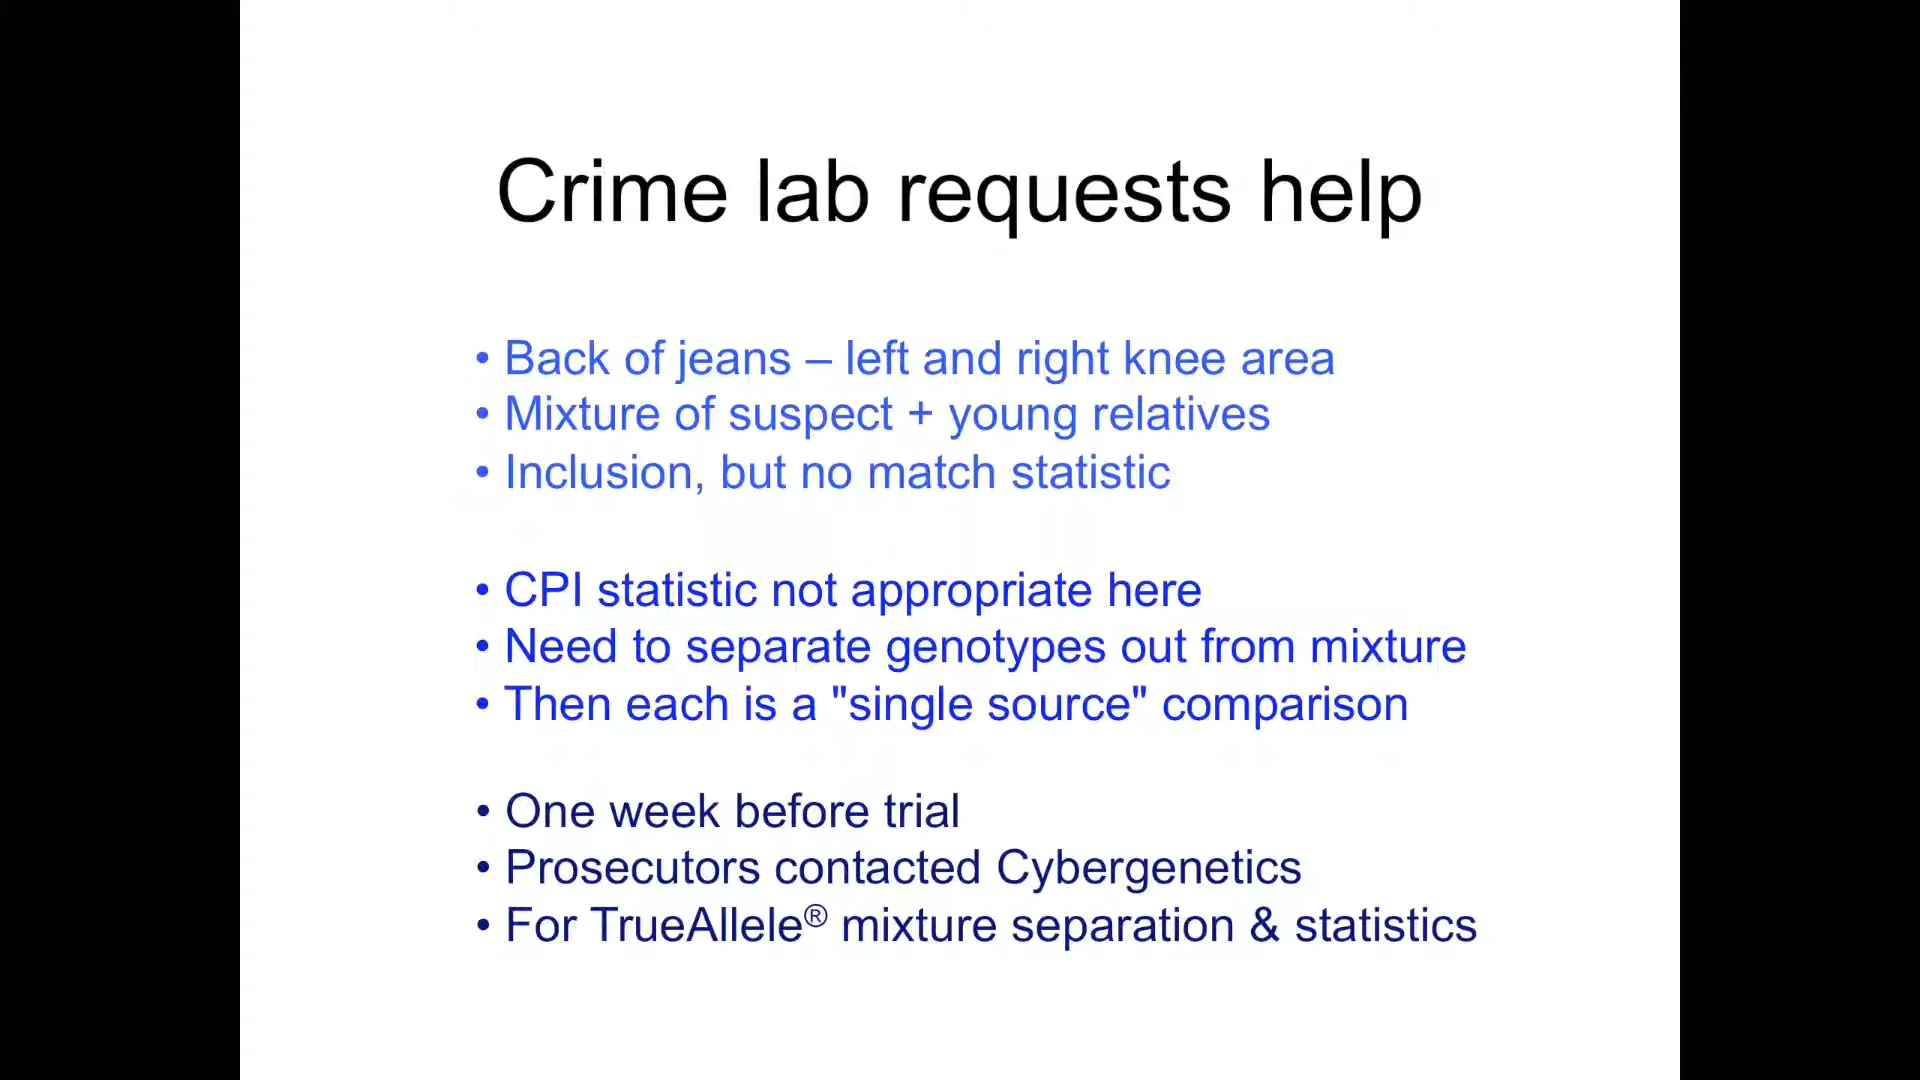 Crime lab requests help
• Back of jeans – left and right knee area
• Mixture of suspect + young relatives
• Inclusion, but no match statistic
• CPI statistic not appropriate here
• Need to separate genotypes out from mixture
• Then each is a "single source" comparison
• One week before trial
• Prosecutors contacted Cybergenetics
• For TrueAllele® mixture separation & statistics